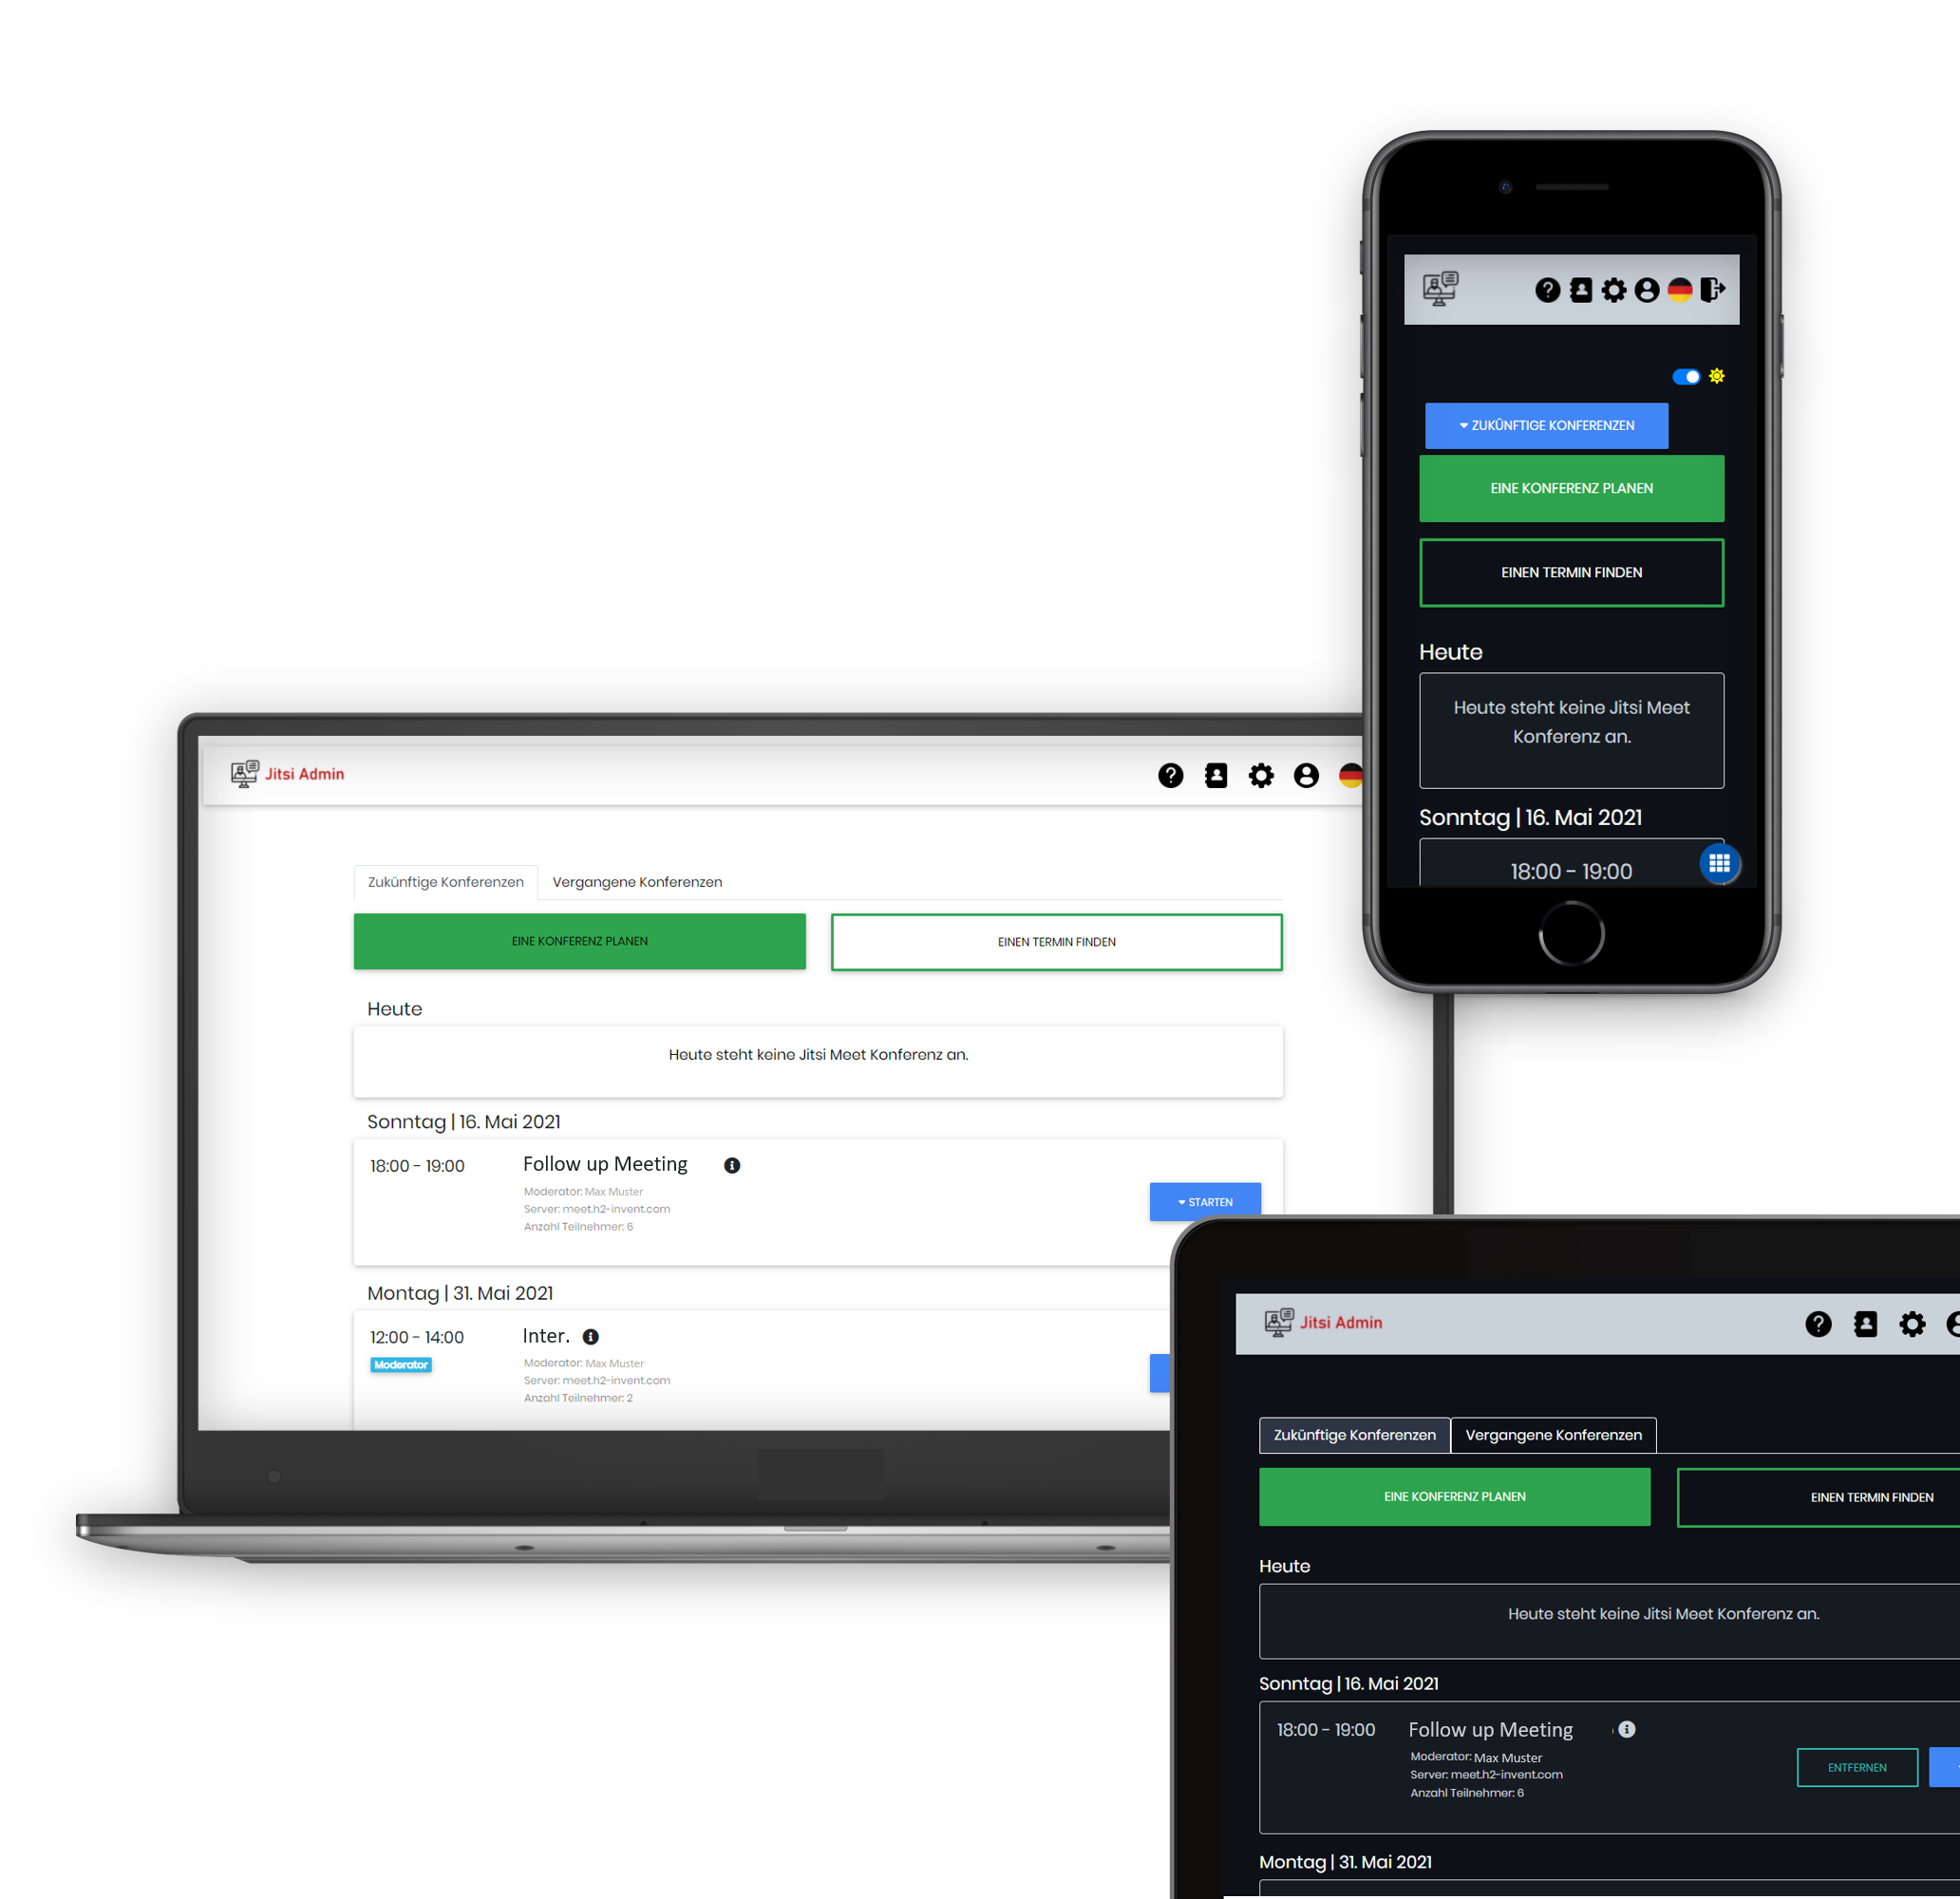 ZUKÜNFTIGE KONFERENZEN
EINE KONFERENZ PLANEN
EINEN TERMIN FINDEN
Heute
Heute steht keine Jitsi Meet
Konferenz an.
Sonntag | 16. Mai 2021
18:00 - 19:00
Jitsi Admin
Zukünftige Konferenzen Vergangene Konferenzen
EINE KONFERENZ PLANEN EINEN TERMIN FINDEN
Heute
Heute steht keine Jitsi Meet Konferenz an.
Sonntag | 16. Mai 2021
18:00 - 19:00 Follow up Meeting
Moderator: Max Muster
Server: meet.h2-invent.com
Anzahl Teilnehmer: 6
STARTEN
Montag | 31. Mai 2021
12:00 - 14:00 Inter.
Moderator
Moderator: Max Muster
Server: meet.h2-invent.com
Anzahl Teilnehmer: 2
Jitsi Admin
Zukünftige Konferenzen Vergangene Konferenzen
EINE KONFERENZ PLANEN EINEN TERMIN FINDEN
Heute
Heute steht keine Jitsi Meet Konferenz an.
Sonntag | 16. Mai 2021
18:00 - 19:00 Follow up Meeting
Moderator: Max Muster
Server: meet.h2-invent.com
Anzahl Teilnehmer: 6
ENTFERNEN
Montag | 31. Mai 2021